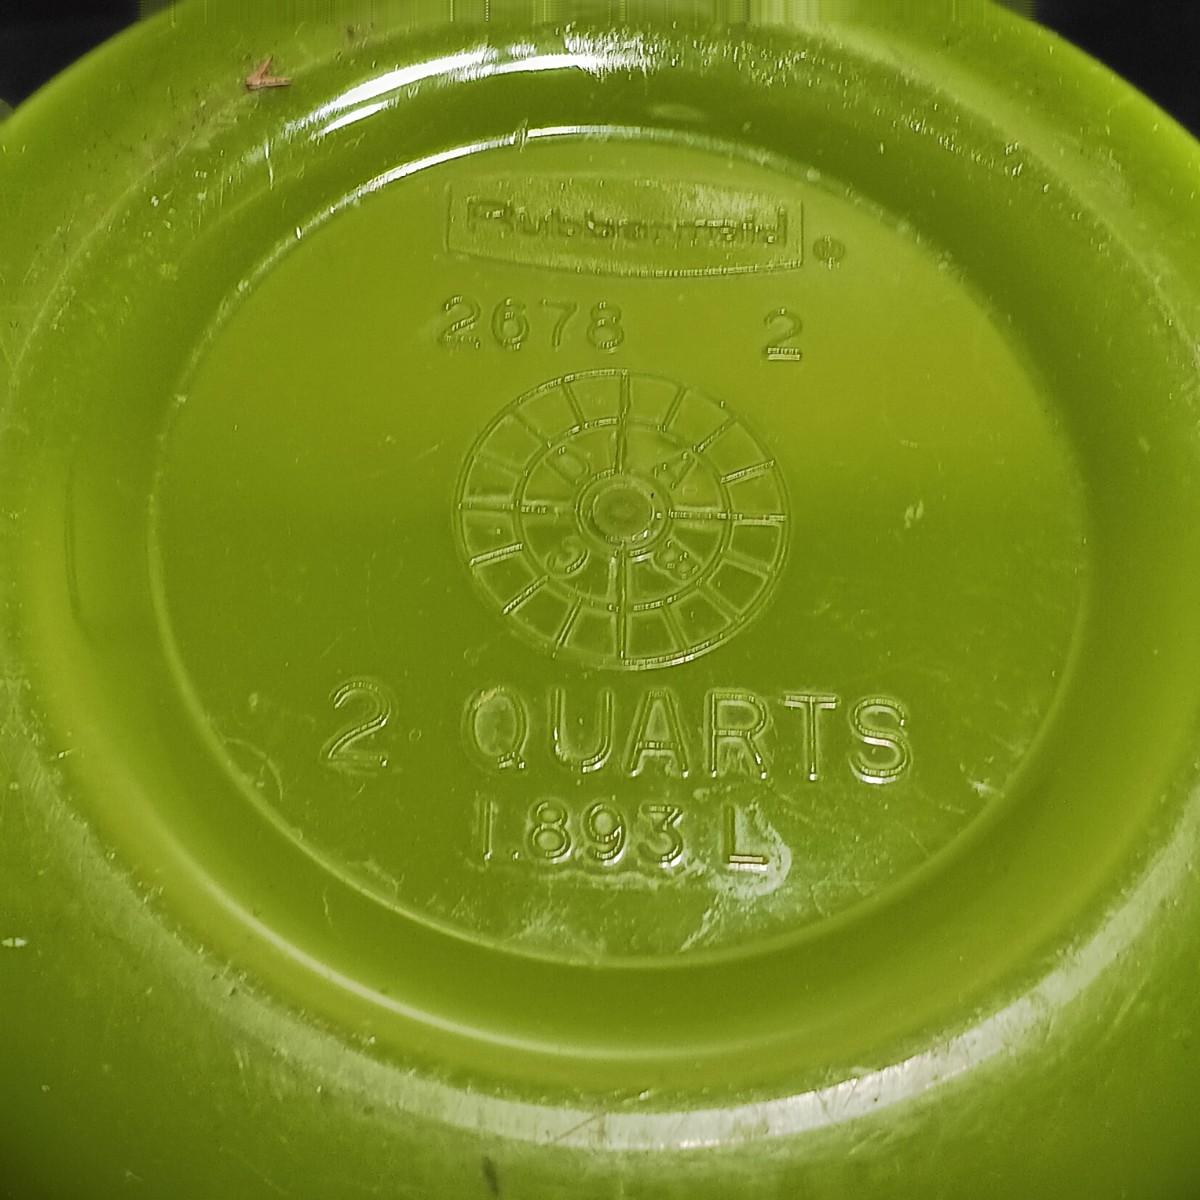 Rubbermaid ®
2678 2
D A
C B
2 QUARTS
1.893 L